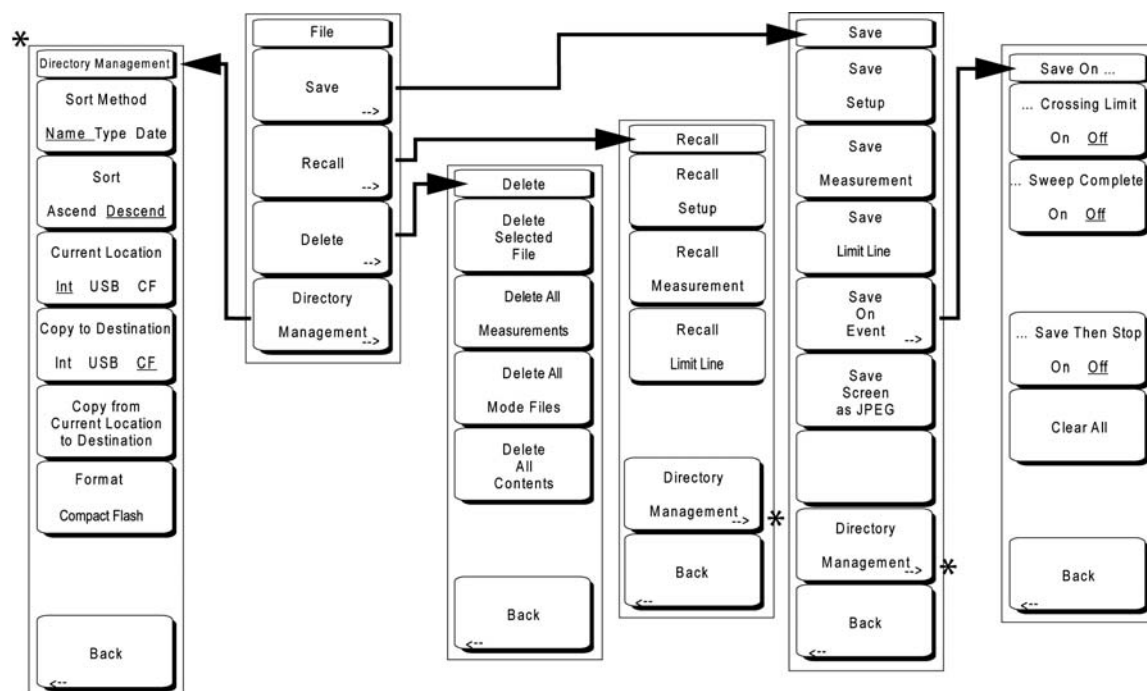 *
Directory Management
Sort Method
Name Type Date
Sort
Ascend Descend
Current Location
Int USB CF
Copy to Destination
Int USB CF
Copy from
Current Location
to Destination
Format
Compact Flash
Back
<--
File
Save
-->
Recall
-->
Delete
-->
Directory
Management
-->
Delete
Delete
Selected
File
Delete All
Measurements
Delete All
Mode Files
Delete
All
Contents
Back
<--
Recall
Recall
Setup
Recall
Measurement
Recall
Limit Line
Directory
Management
-->
*
Back
<--
Save
Save
Setup
Save
Measurement
Save
Limit Line
Save
On
Event
-->
Save
Screen
as JPEG
Directory
Management
-->
*
Back
<--
Save On ...
... Crossing Limit
On Off
... Sweep Complete
On Off
... Save Then Stop
On Off
Clear All
Back
<--